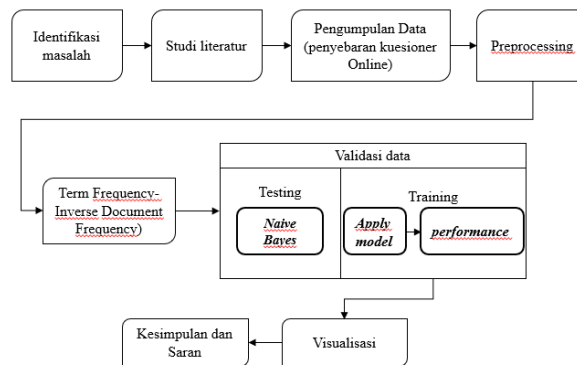 Identifikasi
masalah
Studi literatur
Pengumpulan Data
(penyebaran kuesioner
Online)
Preprocessing
Term Frequency-
Inverse Document
Frequency)
Validasi data
Testing
Naive
Bayes
Training
Apply
model
performance
Visualisasi
Kesimpulan dan
Saran